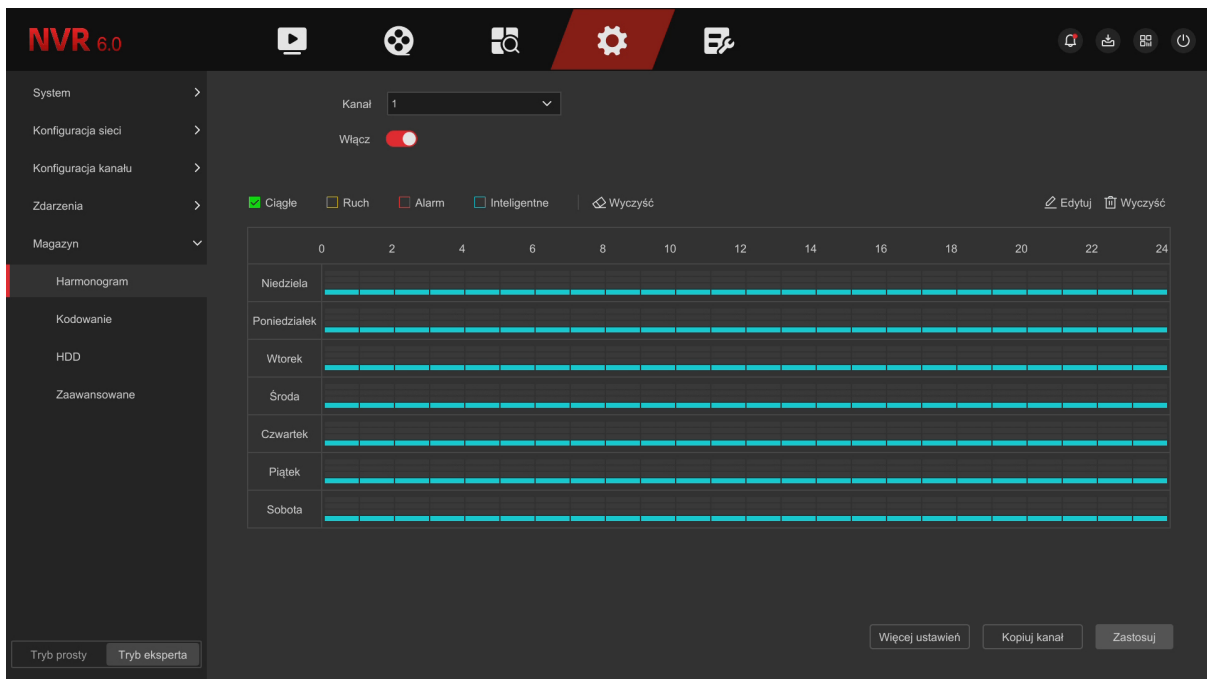 NVR 6.0
System
Konfiguracja sieci
Konfiguracja kanału
Zdarzenia
Magazyn
Harmonogram
Kodowanie
HDD
Zaawansowane
Tryb prosty Tryb eksperta
Kanał 1
Włącz
Ciągłe Ruch Alarm Inteligentne Wyczyść Edytuj Wyczyść
0 2 4 6 8 10 12 14 16 18 20 22 24
Niedziela
Poniedziałek
Wtorek
Środa
Czwartek
Piątek
Sobota
Więcej ustawień Kopiuj kanał Zastosuj